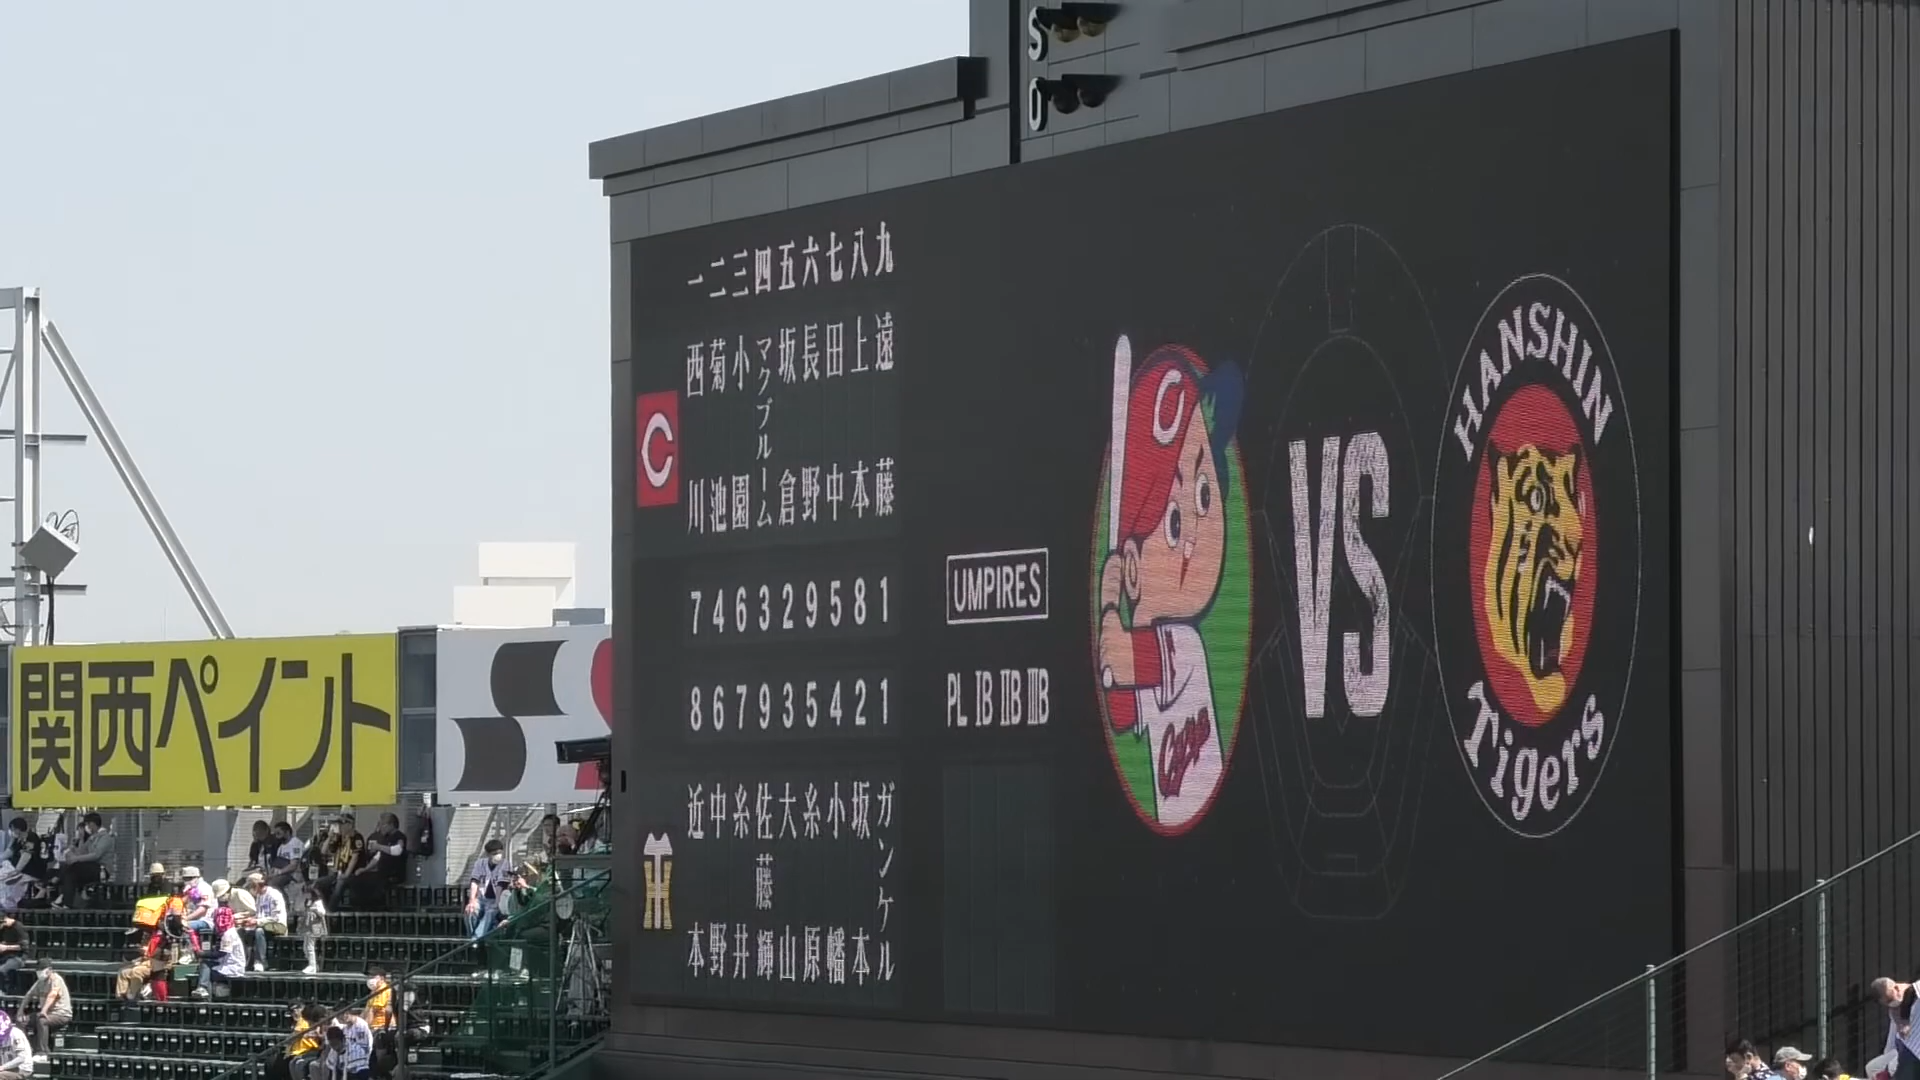 S
O
一二三四五六七八九
西川
菊池
小園
マクブルーム
坂倉
長野
田中
上本
遠藤
C
746329581
867935421
近本
中野
糸井
佐藤輝
大山
糸原
小幡
坂本
ガンケル
UMPIRES
PL ⅠB ⅡB ⅢB
C
Carp
VS
HANSHIN
Tigers
関西ペイント